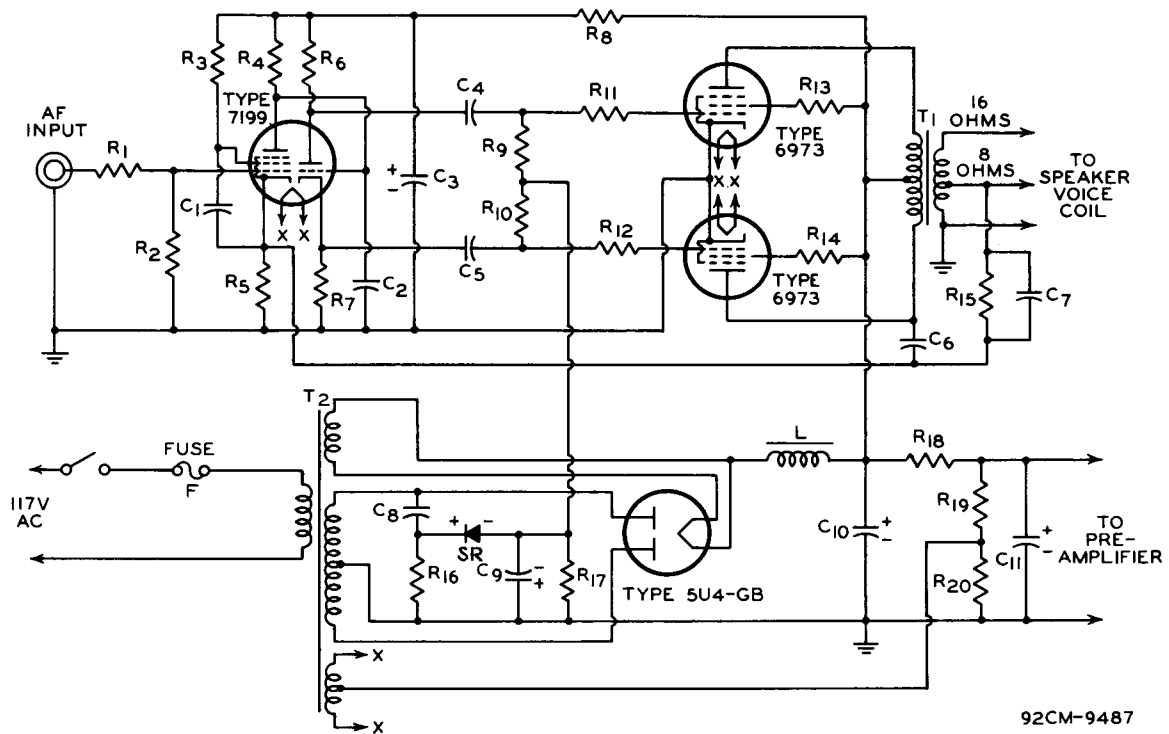 R8
R3
R4
R6
C4
R11
R13
TYPE
7199
AF
INPUT
R1
R9
+
-
C3
TYPE
6973
T1
16
OHMS
8
OHMS
TO
SPEAKER
VOICE
COIL
C1
X
X
R10
X
X
R2
R5
R7
C2
C5
R12
R14
TYPE
6973
R15
C7
C6
T2
FUSE
F
117V
AC
L
R18
C8
+
-
SR
R16
C9
-
+
R17
TYPE 5U4-GB
C10
+
-
R19
R20
C11
+
-
TO
PRE-
AMPLIFIER
X
X
92CM-9487